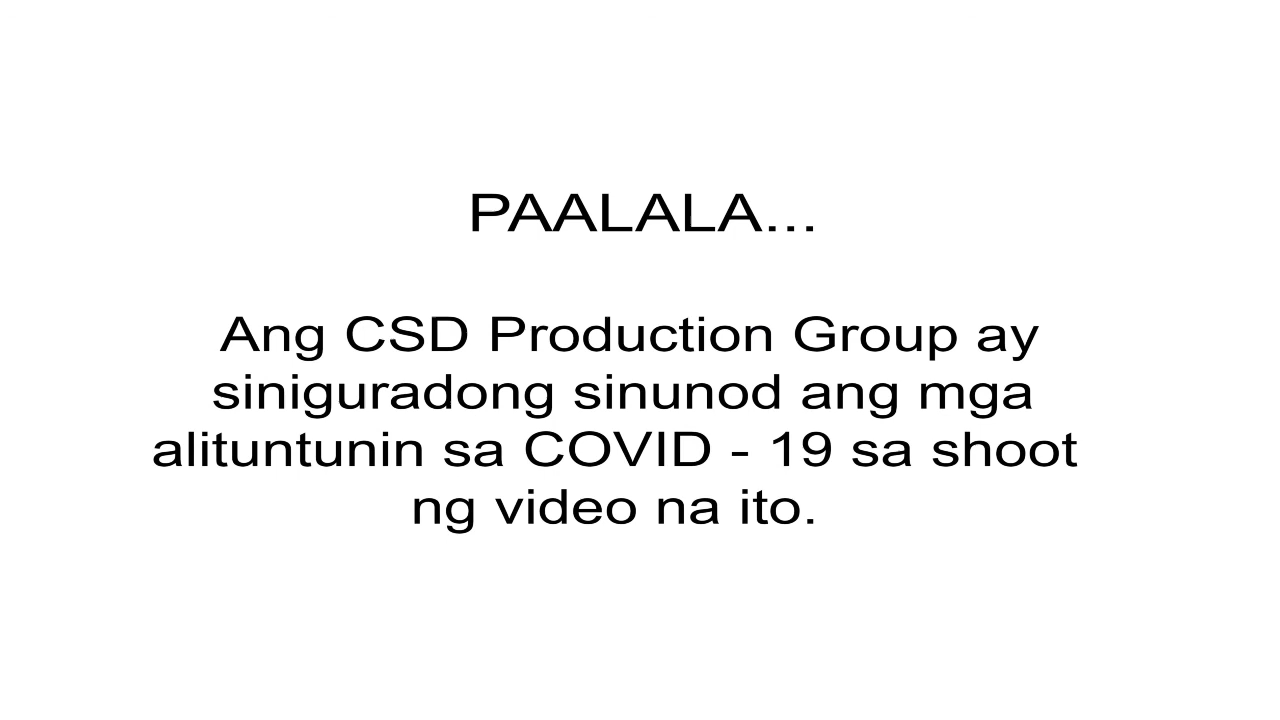 PAALALA...
Ang CSD Production Group ay
siniguradong sinunod ang mga
alituntunin sa COVID - 19 sa shoot
ng video na ito.